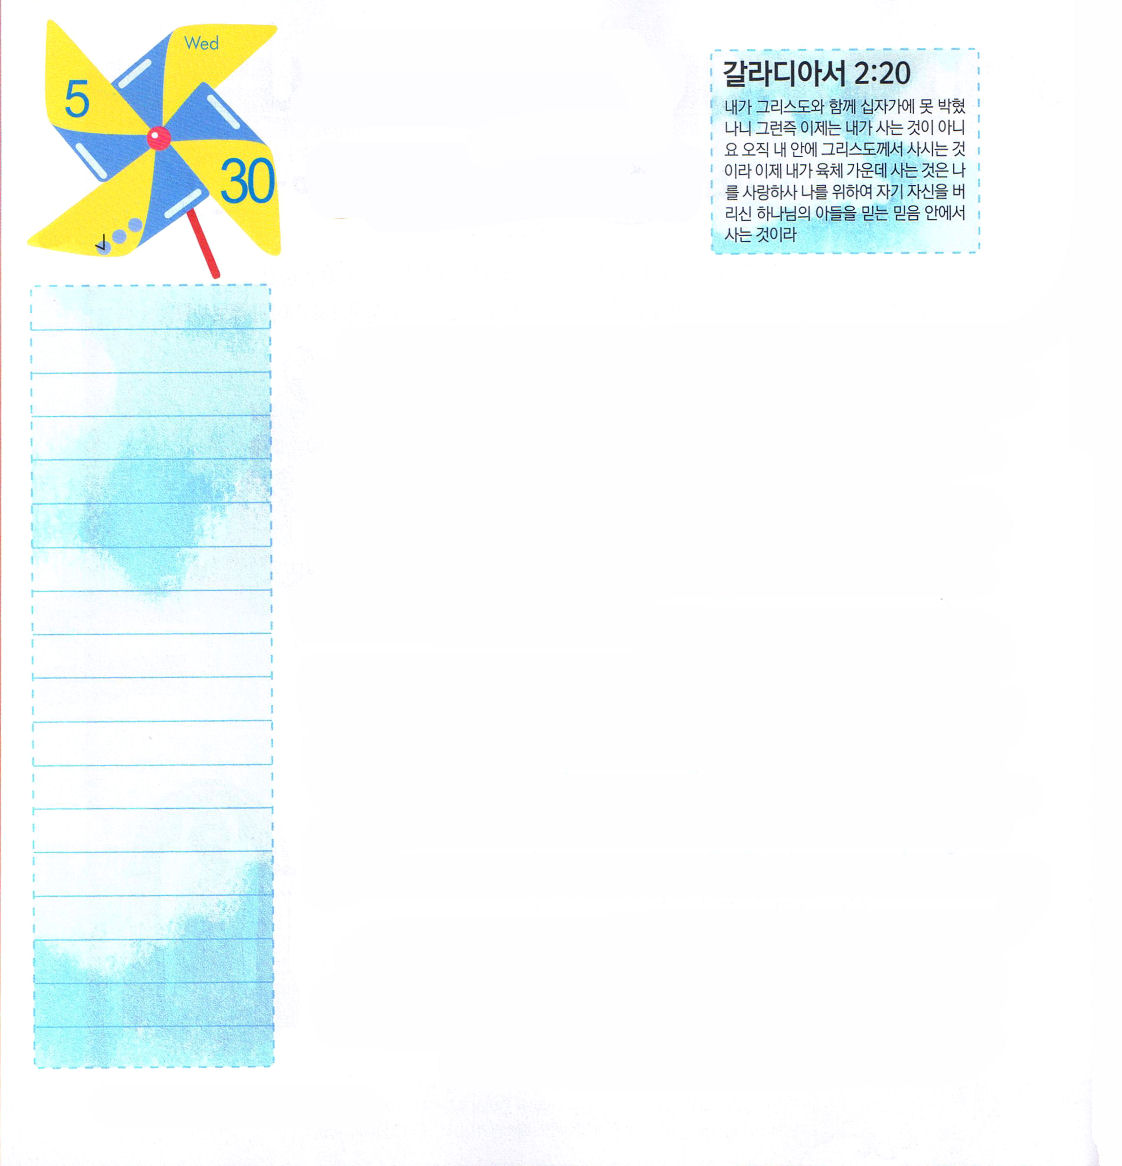 Wed
5
30
갈라디아서 2:20
내가 그리스도와 함께 십자가에 못 박혔
나니 그런즉 이제는 내가 사는 것이 아니
요 오직 내 안에 그리스도께서 사시는 것
이라 이제 내가 육체 가운데 사는 것은 나
를 사랑하사 나를 위하여 자기 자신을 버
리신 하나님의 아들을 믿는 믿음 안에서
사는 것이라